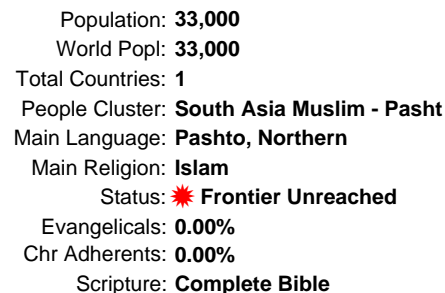 Population: 33,000
World Popl: 33,000
Total Countries: 1
People Cluster: South Asia Muslim - Pasht
Main Language: Pashto, Northern
Main Religion: Islam
Status: Frontier Unreached
Evangelicals: 0.00%
Chr Adherents: 0.00%
Scripture: Complete Bible